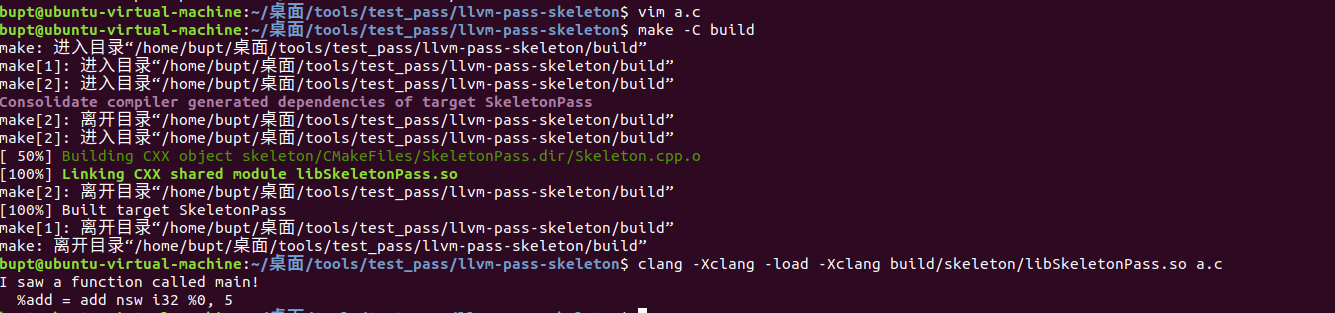 bupt@ubuntu-virtual-machine:~/桌面/tools/test_pass/llvm-pass-skeleton$ vim a.c
bupt@ubuntu-virtual-machine:~/桌面/tools/test_pass/llvm-pass-skeleton$ make -C build
make: 进入目录“/home/bupt/桌面/tools/test_pass/llvm-pass-skeleton/build”
make[1]: 进入目录“/home/bupt/桌面/tools/test_pass/llvm-pass-skeleton/build”
make[2]: 进入目录“/home/bupt/桌面/tools/test_pass/llvm-pass-skeleton/build”
Consolidate compiler generated dependencies of target SkeletonPass
make[2]: 离开目录“/home/bupt/桌面/tools/test_pass/llvm-pass-skeleton/build”
make[2]: 进入目录“/home/bupt/桌面/tools/test_pass/llvm-pass-skeleton/build”
[ 50%] Building CXX object skeleton/CMakeFiles/SkeletonPass.dir/Skeleton.cpp.o
[100%] Linking CXX shared module libSkeletonPass.so
make[2]: 离开目录“/home/bupt/桌面/tools/test_pass/llvm-pass-skeleton/build”
[100%] Built target SkeletonPass
make[1]: 离开目录“/home/bupt/桌面/tools/test_pass/llvm-pass-skeleton/build”
make: 离开目录“/home/bupt/桌面/tools/test_pass/llvm-pass-skeleton/build”
bupt@ubuntu-virtual-machine:~/桌面/tools/test_pass/llvm-pass-skeleton$ clang -Xclang -load -Xclang build/skeleton/libSkeletonPass.so a.c
I saw a function called main!
  %add = add nsw i32 %0, 5